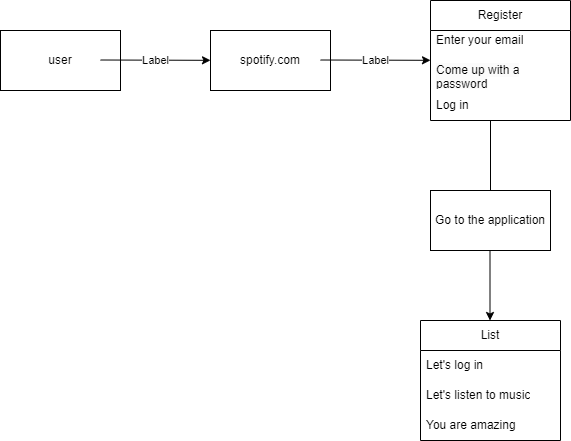 Register
user
Label
spotify.com
Label
Enter your email
Come up with a
password
Log in
Go to the application
List
Let's log in
Let's listen to music
You are amazing